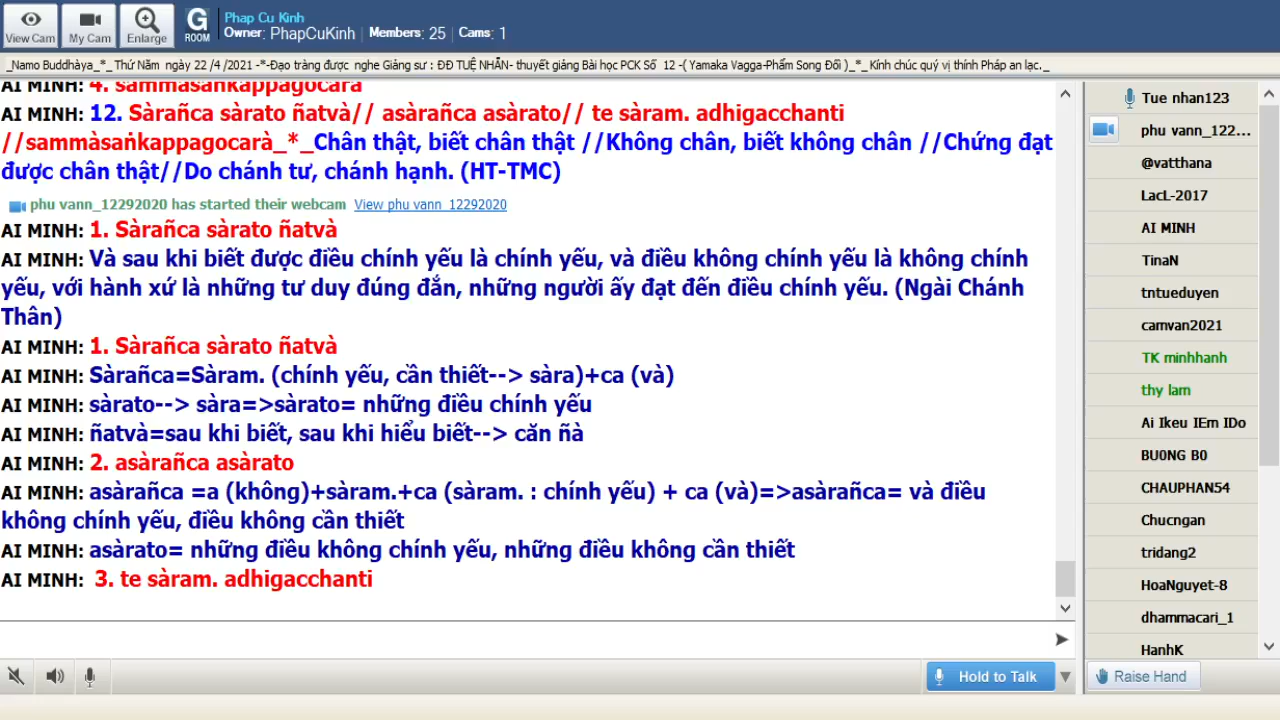 View Cam
My Cam
Enlarge
G
ROOM
Phap Cu Kinh
Owner: PhapCuKinh | Members: 25 | Cams: 1
_Namo Buddhàya_*_ Thứ Năm ngày 22 /4 /2021 -*-Đạo tràng được nghe Giảng sư : ĐĐ TUỆ NHẪN- thuyết giảng Bài học PCK Số 12 -( Yamaka Vagga-Phẩm Song Đối )_*_ Kính chúc quý vị thính Pháp an lạc._
AI MINH: 4. sammàsaṅkappagocarà
AI MINH: 12. Sàrañca sàrato ñatvà// asàrañca asàrato// te sàram. adhigacchanti
//sammàsaṅkappagocarà_*_Chân thật, biết chân thật //Không chân, biết không chân //Chứng đạt
được chân thật//Do chánh tư, chánh hạnh. (HT-TMC)
phu vann_12292020 has started their webcam View phu vann_12292020
AI MINH: 1. Sàrañca sàrato ñatvà
AI MINH: Và sau khi biết được điều chính yếu là chính yếu, và điều không chính yếu là không chính
yếu, với hành xứ là những tư duy đúng đắn, những người ấy đạt đến điều chính yếu. (Ngài Chánh
Thân)
AI MINH: 1. Sàrañca sàrato ñatvà
AI MINH: Sàrañca=Sàram. (chính yếu, cần thiết--> sàra)+ca (và)
AI MINH: sàrato--> sàra=>sàrato= những điều chính yếu
AI MINH: ñatvà=sau khi biết, sau khi hiểu biết--> căn ñà
AI MINH: 2. asàrañca asàrato
AI MINH: asàrañca =a (không)+sàram.+ca (sàram. : chính yếu) + ca (và)=>asàrañca= và điều
không chính yếu, điều không cần thiết
AI MINH: asàrato= những điều không chính yếu, những điều không cần thiết
AI MINH: 3. te sàram. adhigacchanti
Hold to Talk
Tue nhan123
phu vann_122...
@vatthana
LacL-2017
AI MINH
TinaN
tntueduyen
camvan2021
TK minhhanh
thy lam
Ai Ikeu IEm IDo
BU0NG B0
CHAUPHAN54
Chucngan
tridang2
HoaNguyet-8
dhammacari_1
HanhK
Raise Hand